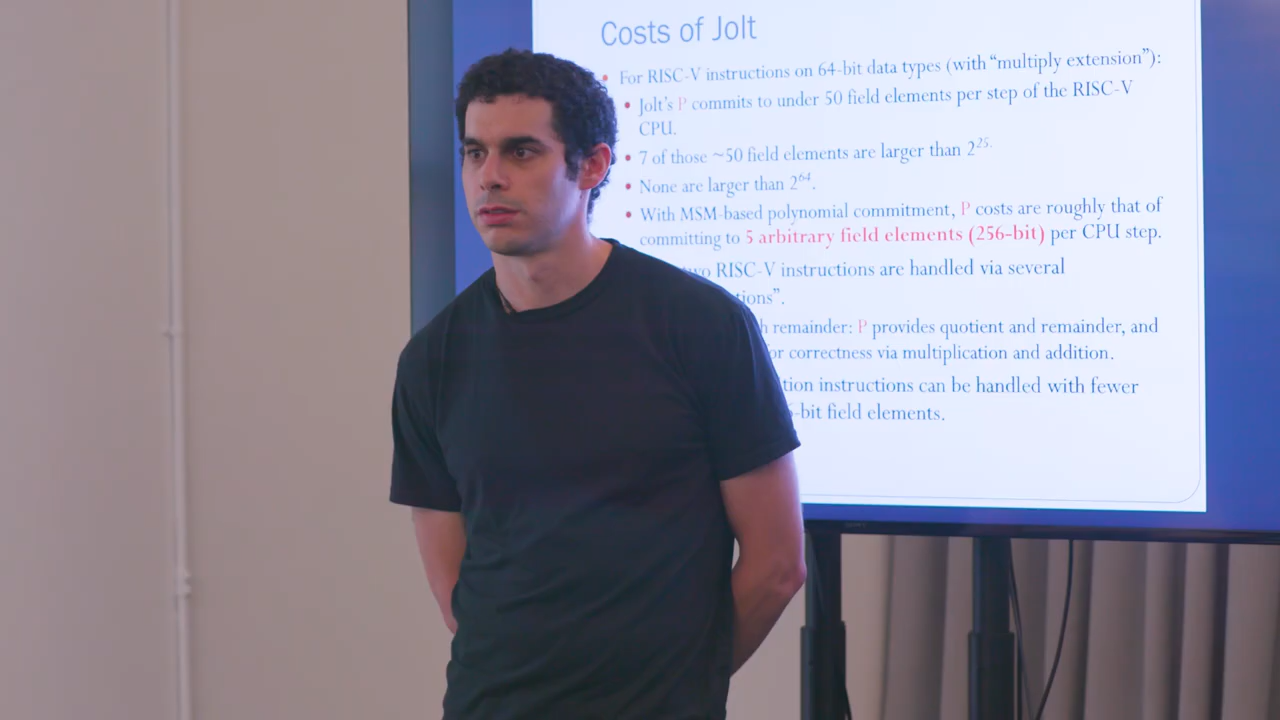 Costs of Jolt
• For RISC-V instructions on 64-bit data types (with “multiply extension”):
• Jolt's P commits to under 50 field elements per step of the RISC-V
CPU.
• 7 of those ~50 field elements are larger than 2^25.
• None are larger than 2^64.
• With MSM-based polynomial commitment, P costs are roughly that of
committing to 5 arbitrary field elements (256-bit) per CPU step.
RISC-V instructions are handled via several
remainder: P provides quotient and remainder, and
correctness via multiplication and addition.
instructions can be handled with fewer
-bit field elements.
SONY